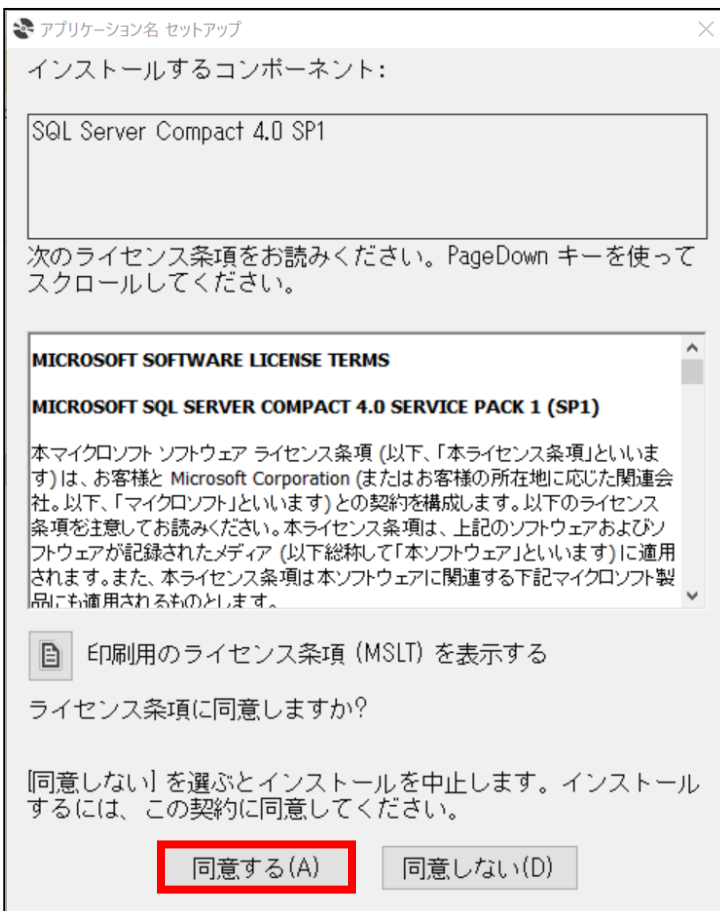 アプリケーション名 セットアップ
インストールするコンポーネント:
SQL Server Compact 4.0 SP1
次のライセンス条項をお読みください。PageDown キーを使って
スクロールしてください。
MICROSOFT SOFTWARE LICENSE TERMS
MICROSOFT SQL SERVER COMPACT 4.0 SERVICE PACK 1 (SP1)
本マイクロソフト ソフトウェア ライセンス条項 (以下、「本ライセンス条項」といいま
す) は、お客様と Microsoft Corporation (またはお客様の所在地に応じた関連会
社。以下、「マイクロソフト」といいます) との契約を構成します。以下のライセンス
条項を注意してお読みください。本ライセンス条項は、上記のソフトウェアおよびソ
フトウェアが記録されたメディア (以下総称して「本ソフトウェア」といいます) に適用
されます。また、本ライセンス条項は本ソフトウェアに関連する下記マイクロソフト製
品にも適用されるものとします。
印刷用のライセンス条項 (MSLT) を表示する
ライセンス条項に同意しますか?
[同意しない] を選ぶとインストールを中止します。インストール
するには、この契約に同意してください。
同意する(A)
同意しない(D)